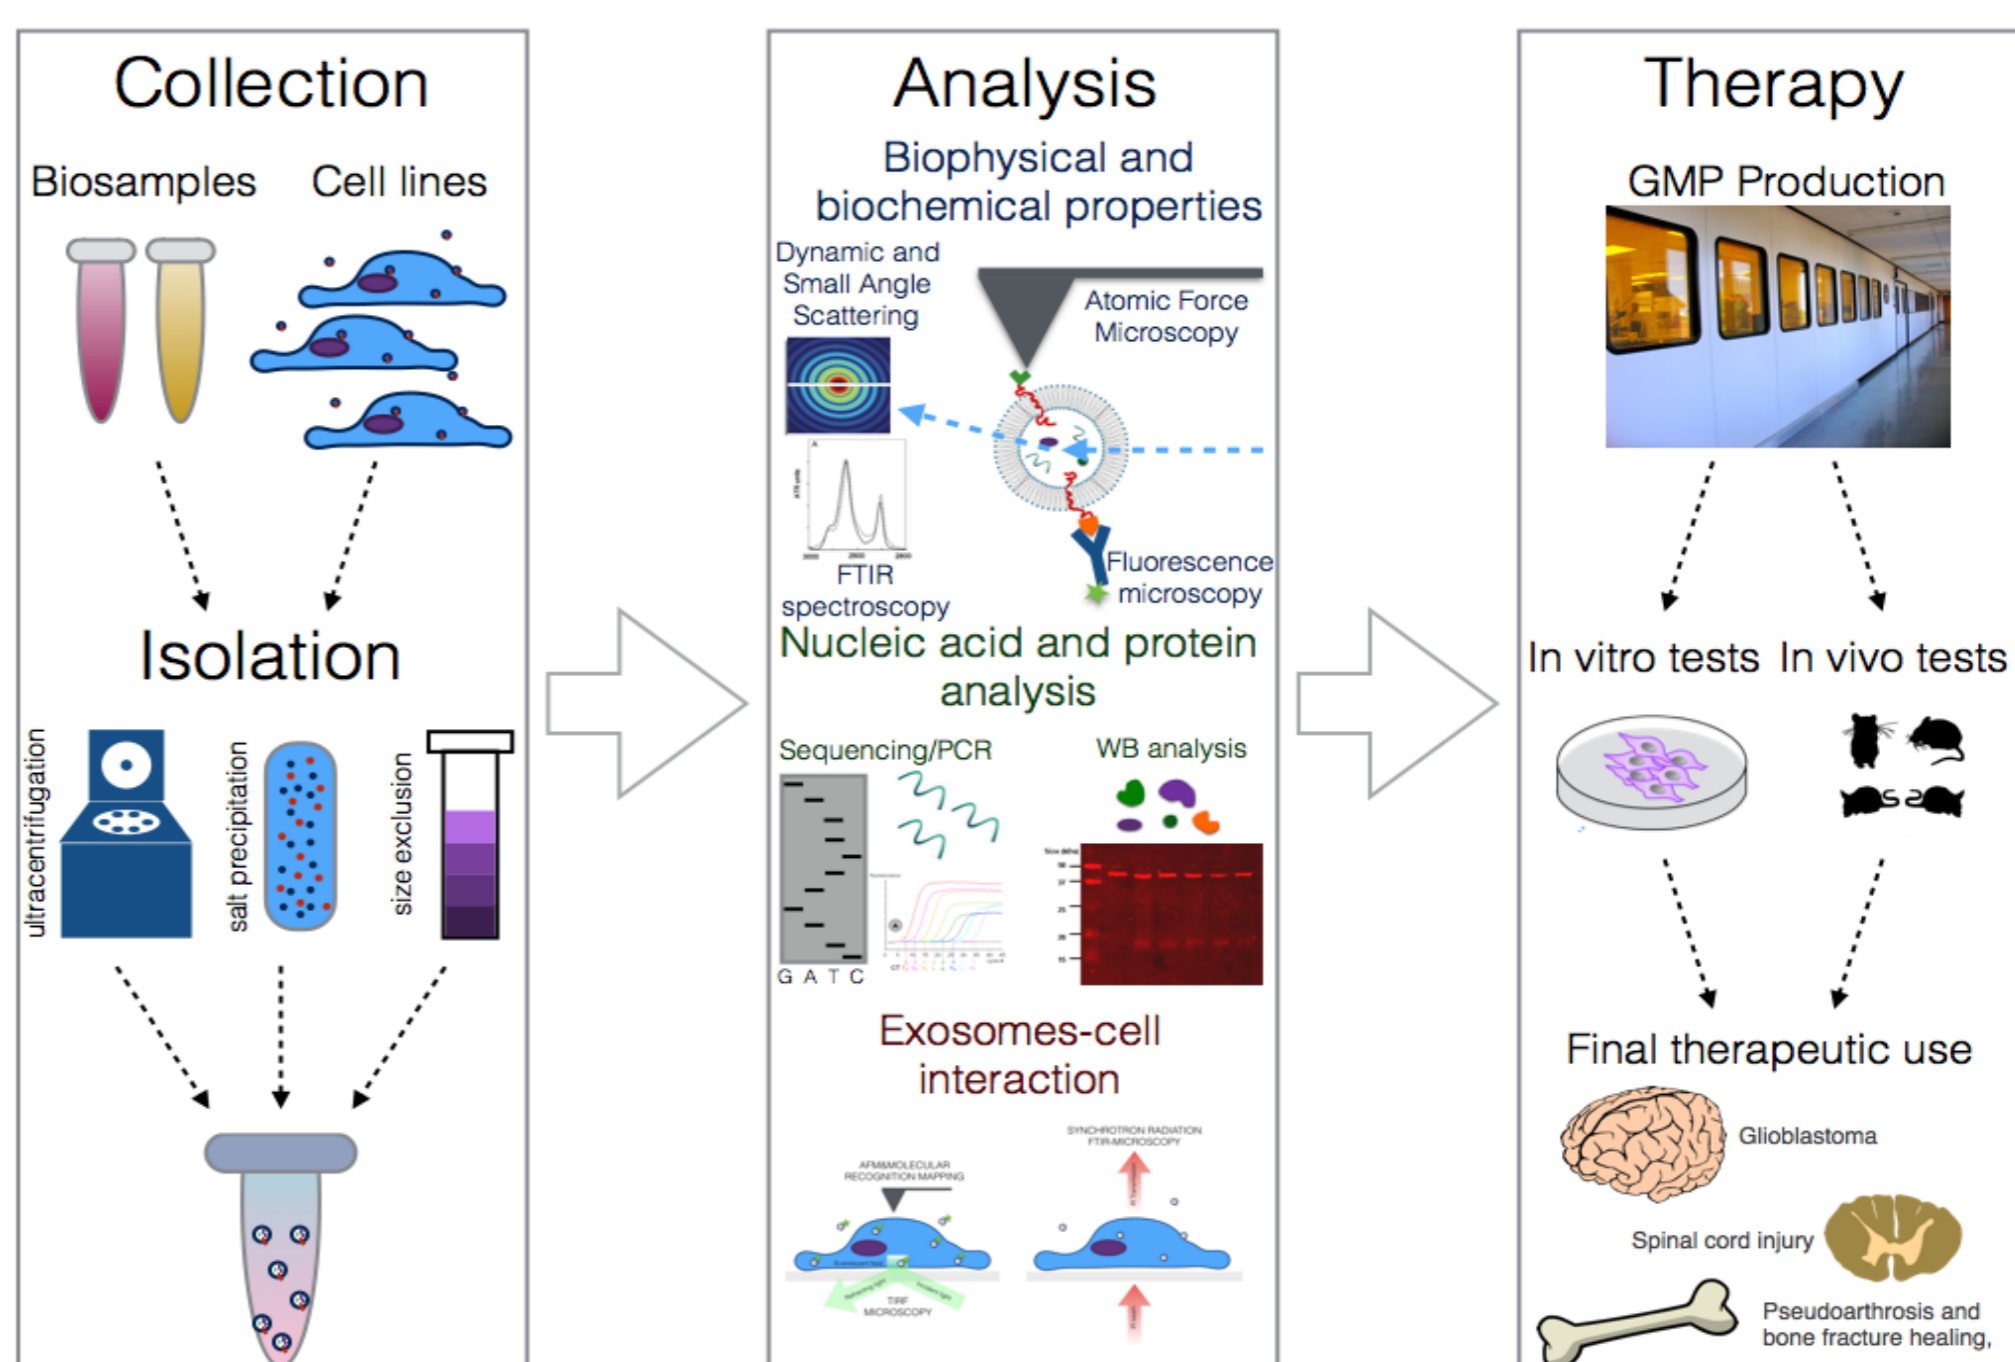 Collection
Biosamples
Cell lines
Isolation
ultracentrifugation
salt precipitation
size exclusion
Analysis
Biophysical and
biochemical properties
Dynamic and
Small Angle
Scattering
Atomic Force
Microscopy
A
FTIR
spectroscopy
Fluorescence
microscopy
Nucleic acid and protein
analysis
Sequencing/PCR
WB analysis
G A T C
Exosomes-cell
interaction
AFM&MOLECULAR
RECOGNITION MAPPING
TIRF
MICROSCOPY
SYNCHROTRON RADIATION
FTIR-MICROSCOPY
Therapy
GMP Production
In vitro tests
In vivo tests
Final therapeutic use
Glioblastoma
Spinal cord injury
Pseudoarthrosis and
bone fracture healing,